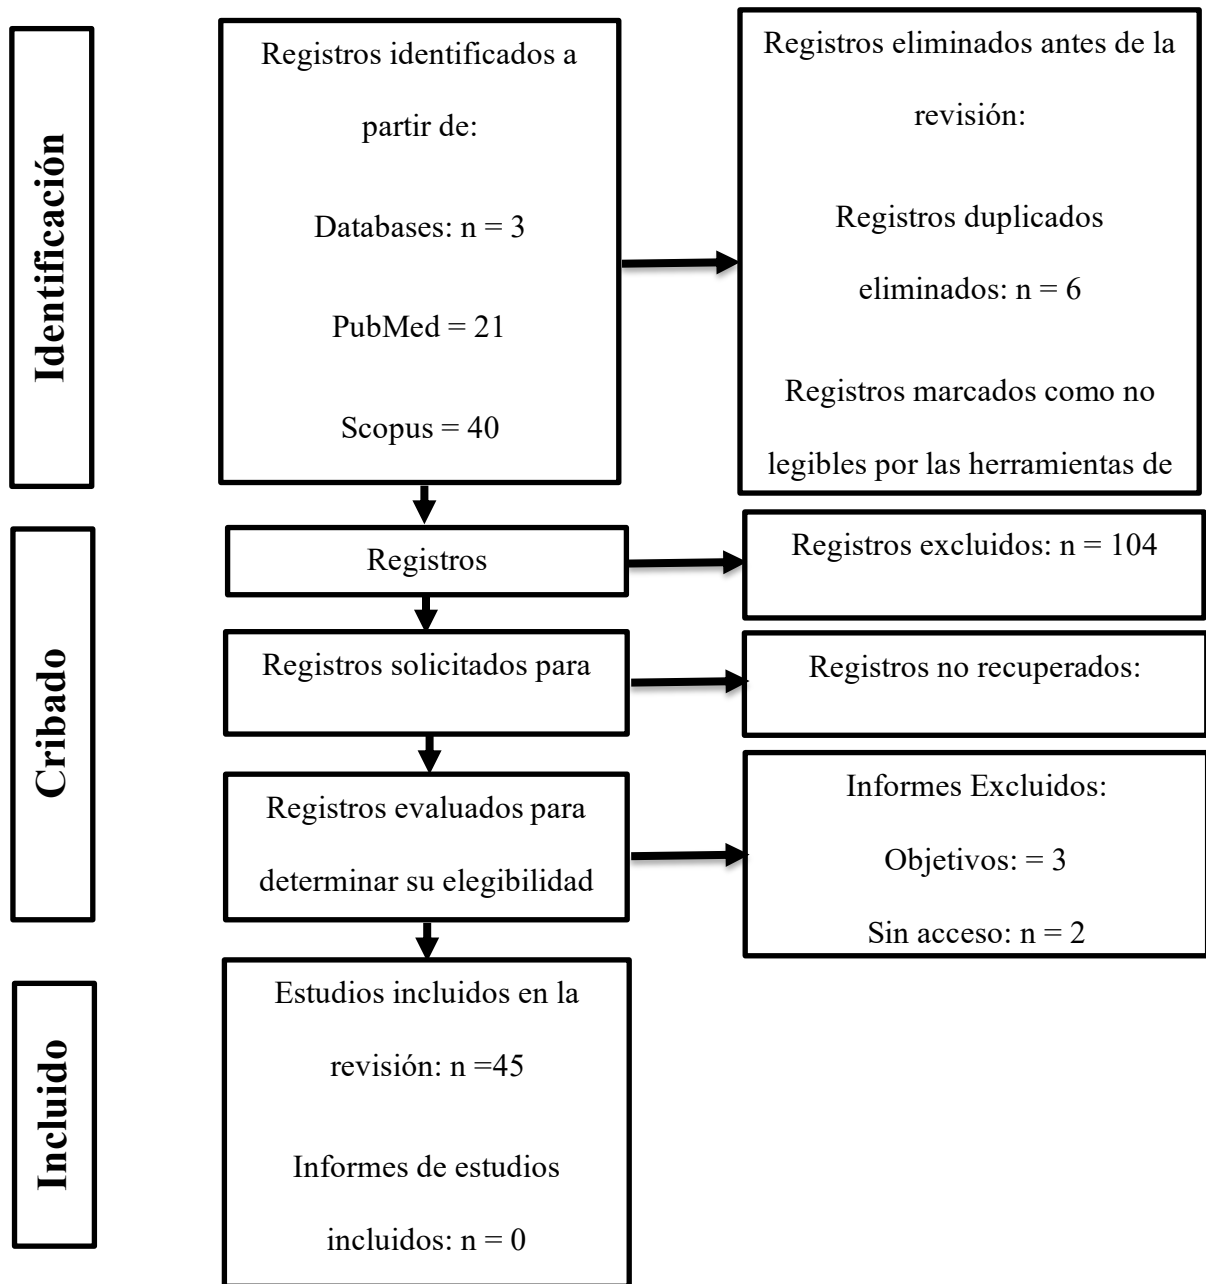 Identificación
Registros identificados a
partir de:
Databases: n = 3
PubMed = 21
Scopus = 40
Registros eliminados antes de la
revisión:
Registros duplicados
eliminados: n = 6
Registros marcados como no
legibles por las herramientas de
Cribado
Registros
Registros excluidos: n = 104
Registros solicitados para
Registros no recuperados:
Registros evaluados para
determinar su elegibilidad
Informes Excluidos:
Objetivos: = 3
Sin acceso: n = 2
Incluido
Estudios incluidos en la
revisión: n =45
Informes de estudios
incluidos: n = 0